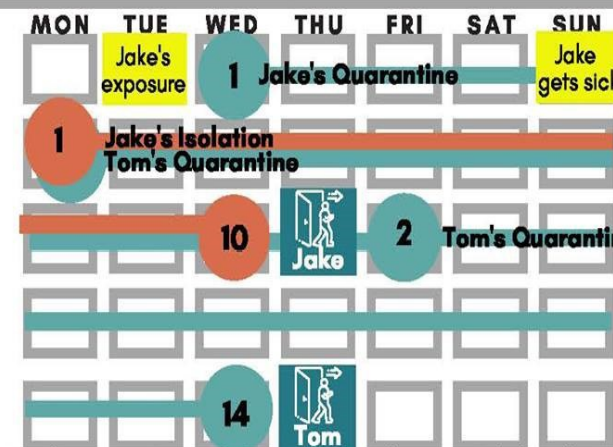 MON TUE WED THU FRI SAT SUN
Jake's
exposure
1 Jake's Quarantine
Jake
gets sick
1 Jake's Isolation
Tom's Quarantine
10
Jake
2 Tom's Quaranti
14
Tom